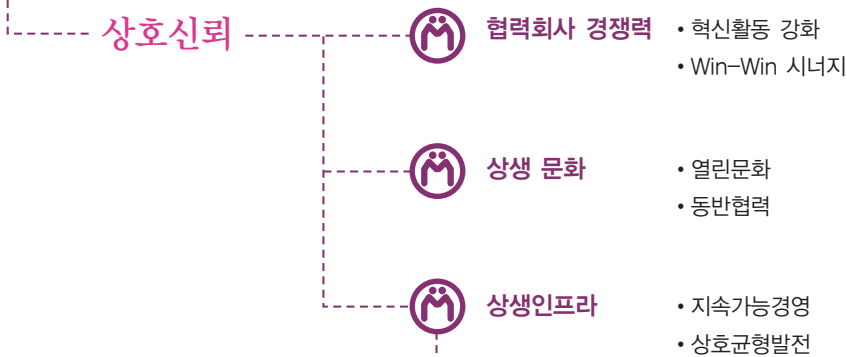 상호신뢰
협력회사 경쟁력
• 혁신활동 강화
• Win-Win 시너지
상생 문화
• 열린문화
• 동반협력
상생인프라
• 지속가능경영
• 상호균형발전